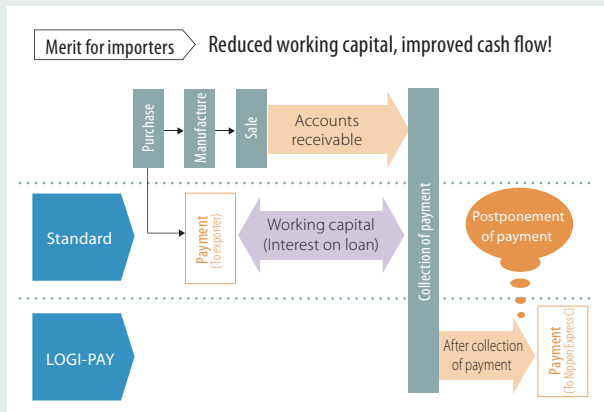 Merit for importers
Reduced working capital, improved cash flow!
Purchase
Manufacture
Sale
Accounts
receivable
Collection of payment
Standard
Payment
(To exporter)
Working capital
(Interest on loan)
Postponement
of payment
LOGI-PAY
After collection
of payment
Payment
(To Nippon Express C)